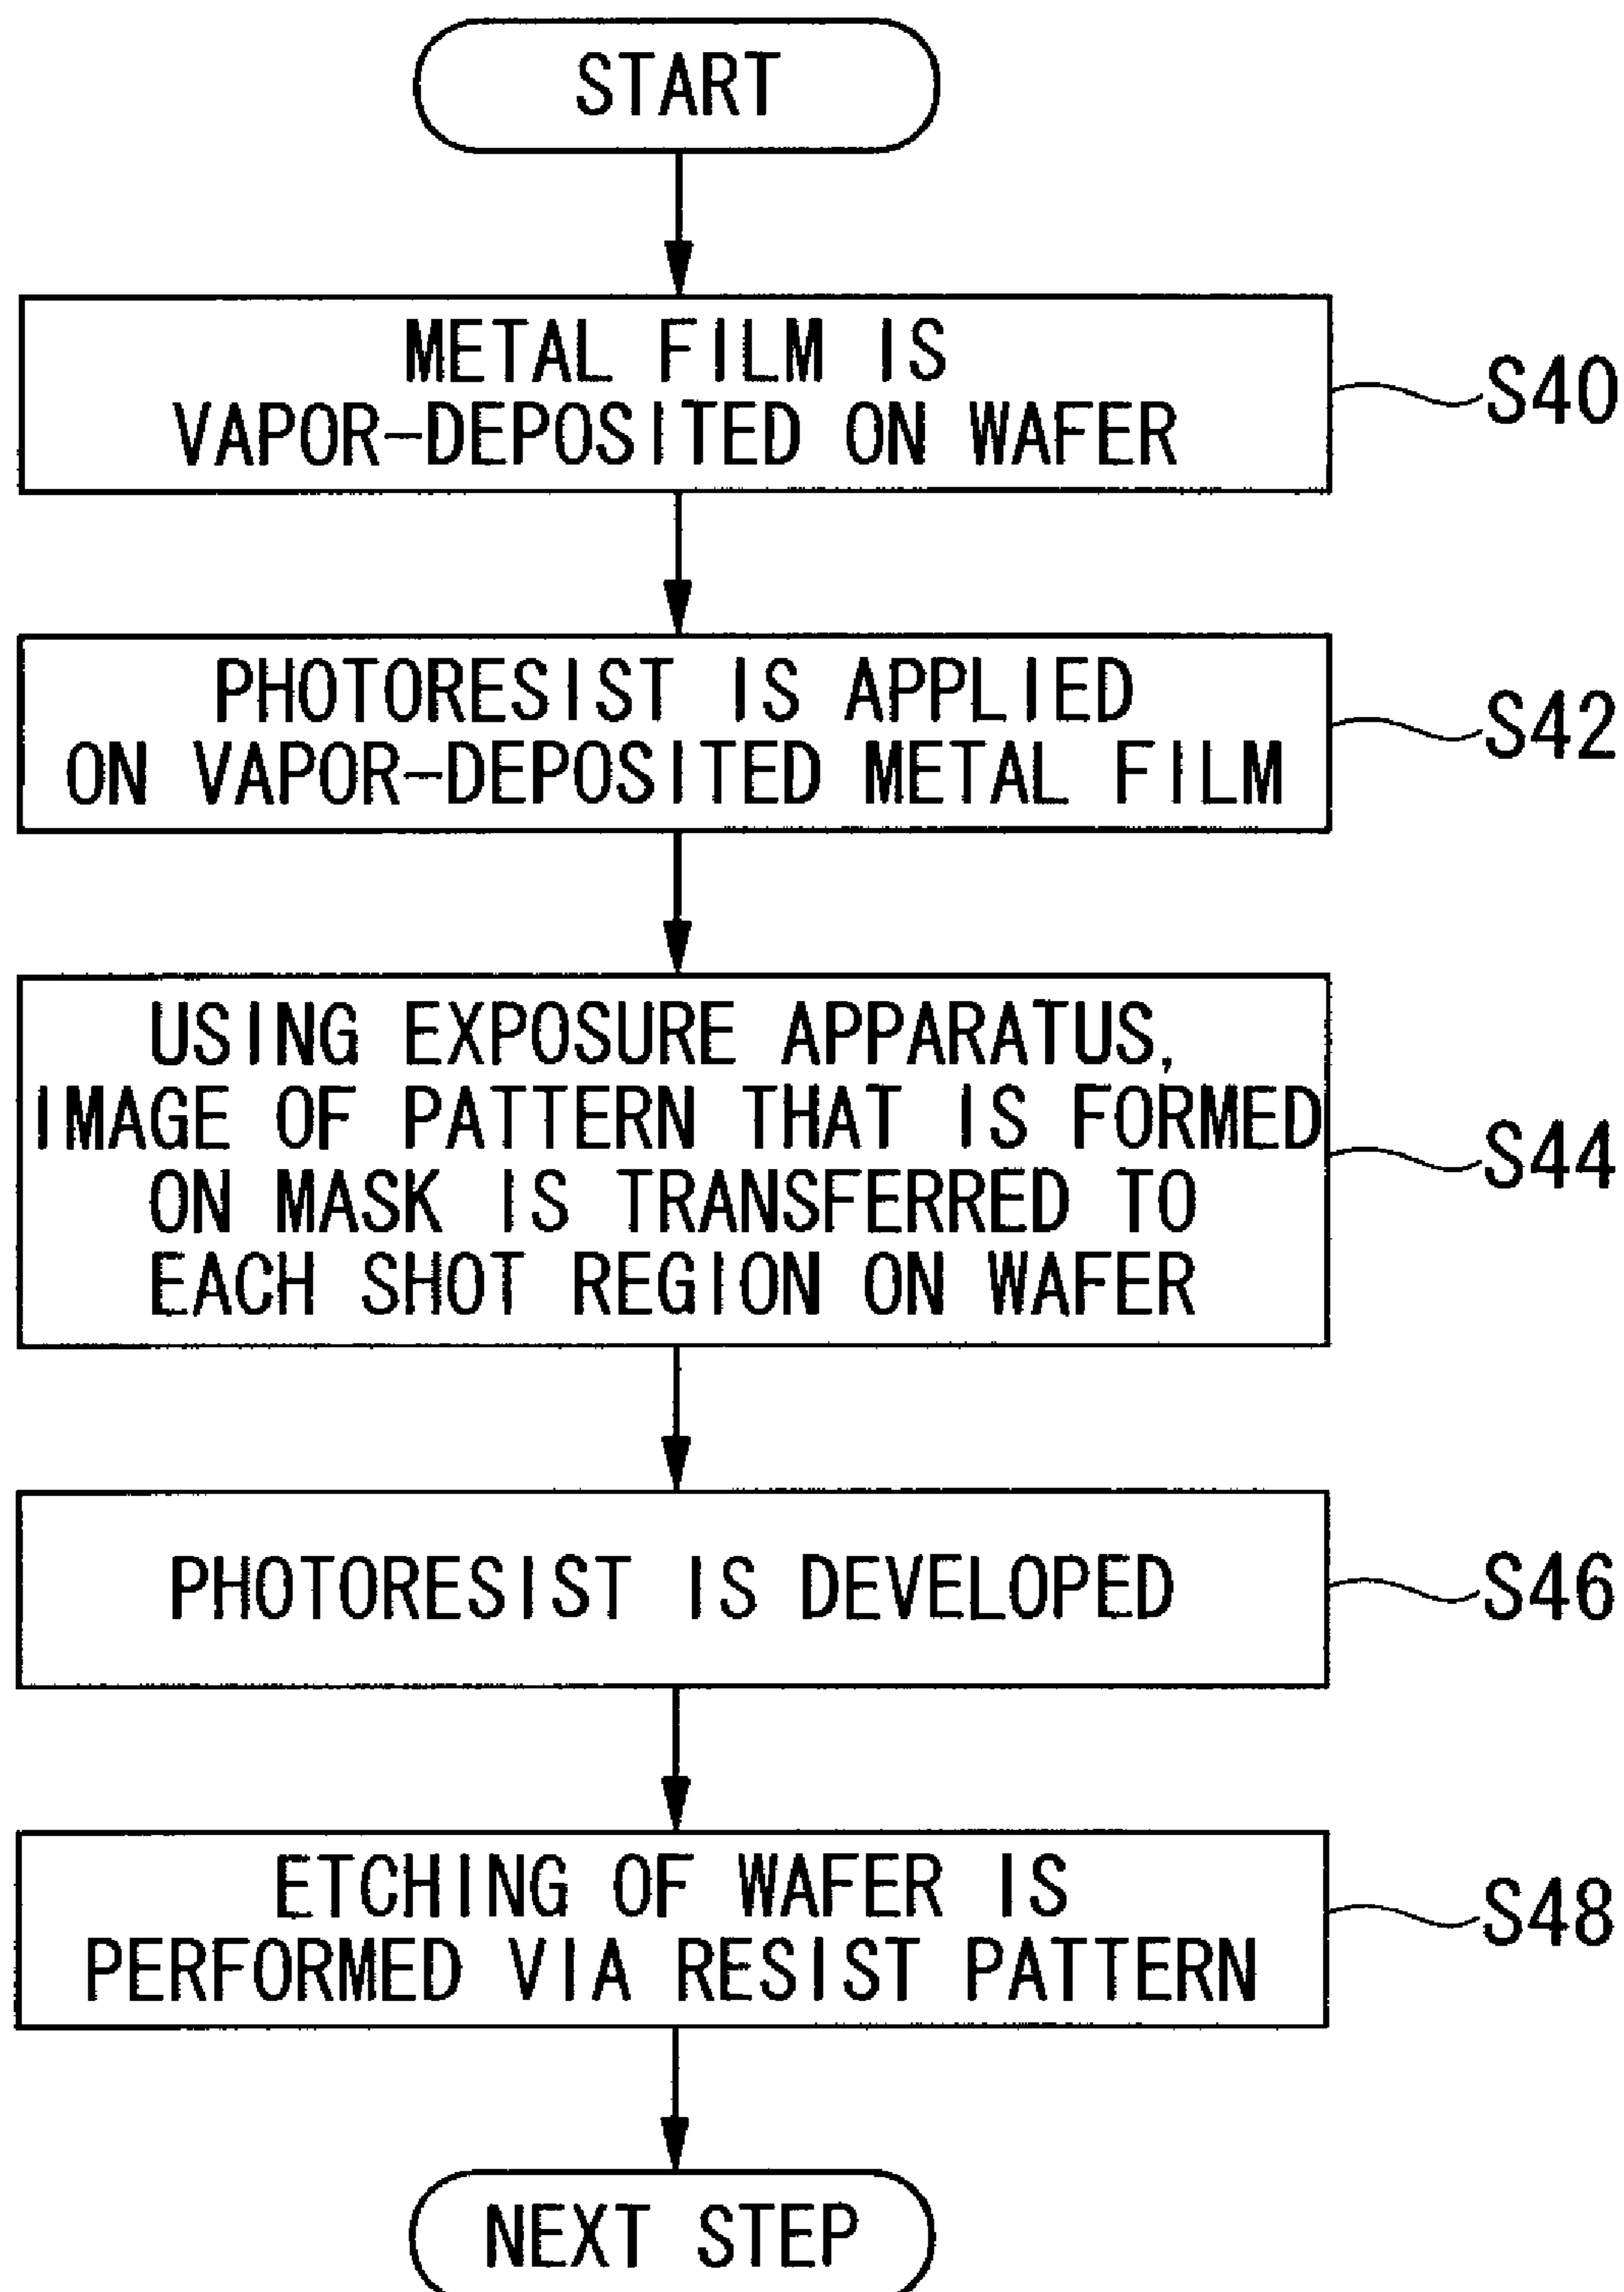 START
METAL FILM IS
VAPOR-DEPOSITED ON WAFER
S40
PHOTORESIST IS APPLIED
ON VAPOR-DEPOSITED METAL FILM
S42
USING EXPOSURE APPARATUS,
IMAGE OF PATTERN THAT IS FORMED
ON MASK IS TRANSFERRED TO
EACH SHOT REGION ON WAFER
S44
PHOTORESIST IS DEVELOPED
S46
ETCHING OF WAFER IS
PERFORMED VIA RESIST PATTERN
S48
NEXT STEP